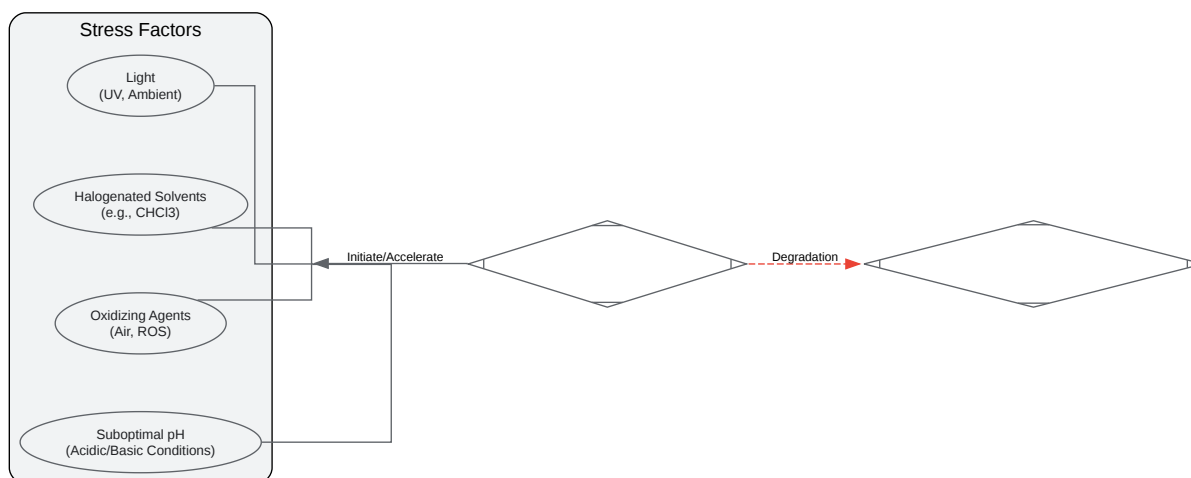 Stress Factors
Light
(UV, Ambient)
Halogenated Solvents
(e.g., CHCl3)
Initiate/Accelerate
Degradation
Oxidizing Agents
(Air, ROS)
Suboptimal pH
(Acidic/Basic Conditions)